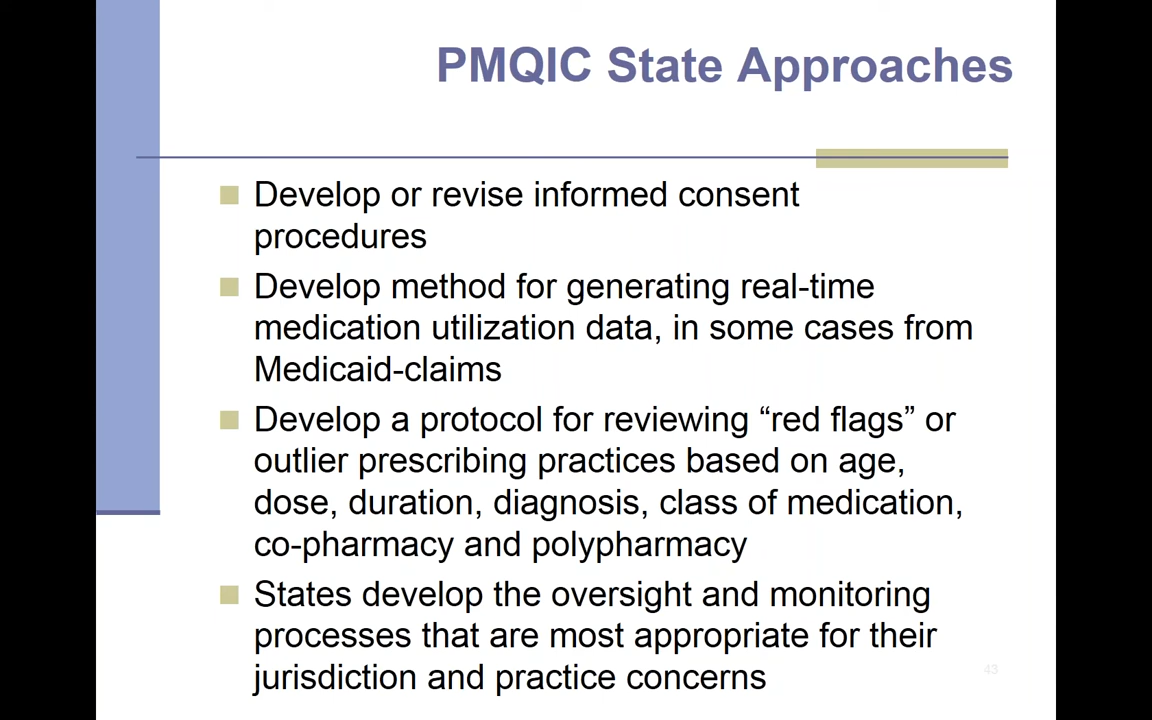 PMQIC State Approaches
Develop or revise informed consent
procedures
Develop method for generating real-time
medication utilization data, in some cases from
Medicaid-claims
Develop a protocol for reviewing “red flags” or
outlier prescribing practices based on age,
dose, duration, diagnosis, class of medication,
co-pharmacy and polypharmacy
States develop the oversight and monitoring
processes that are most appropriate for their
jurisdiction and practice concerns
43